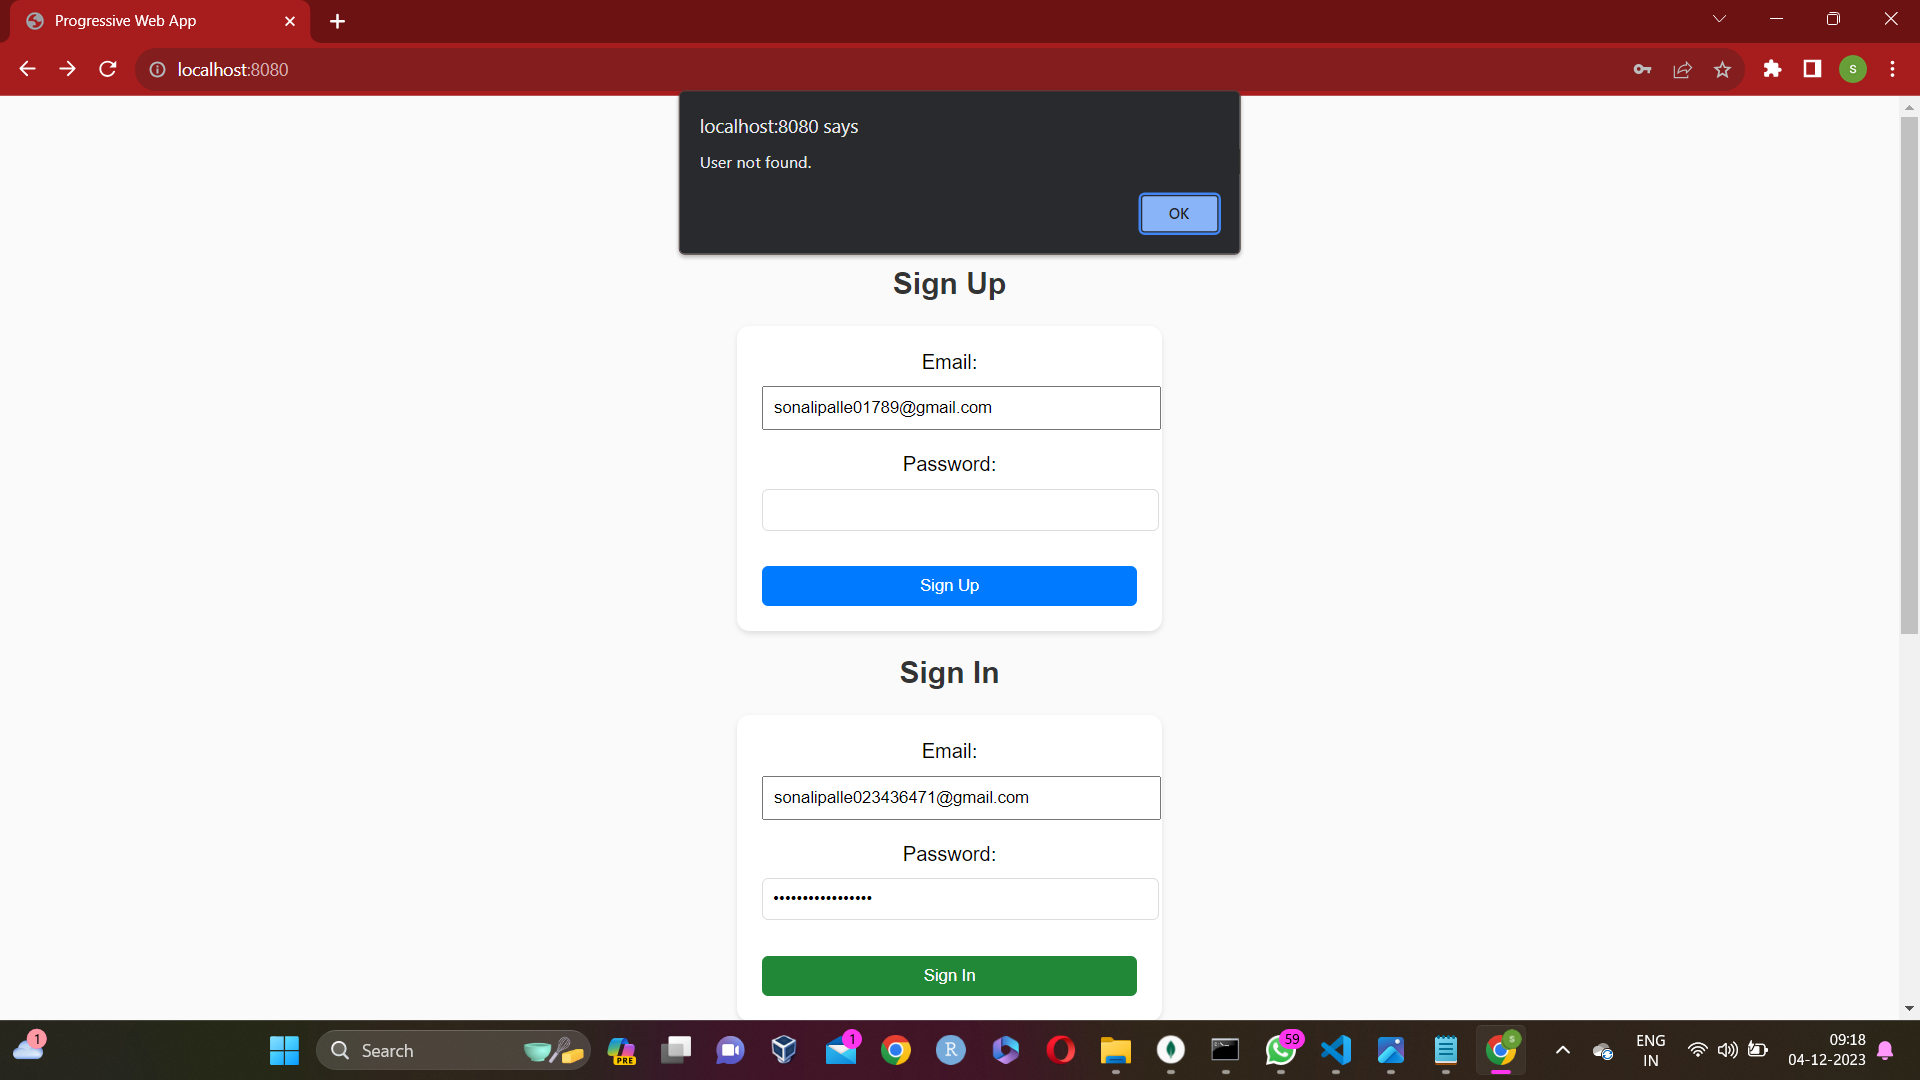 Progressive Web App
localhost:8080
S
localhost:8080 says
User not found.
OK
Sign Up
Email:
sonalipalle01789@gmail.com
Password:
Sign Up
Sign In
Email:
sonalipalle023436471@gmail.com
Password:
•••••••••••••••••
Sign In
1
Search
PRE
1
R
59
S
ENG
IN
09:18
04-12-2023